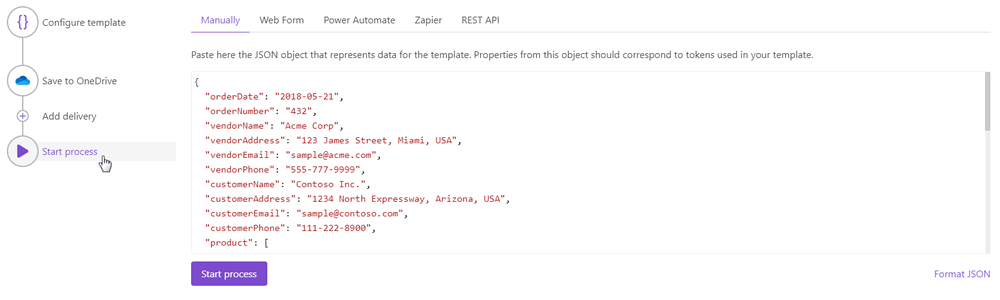 {}
Configure template
Save to OneDrive
Add delivery
Start process
Manually Web Form Power Automate Zapier REST API
Paste here the JSON object that represents data for the template. Properties from this object should correspond to tokens used in your template.
{
"orderDate": "2018-05-21",
"orderNumber": "432",
"vendorName": "Acme Corp",
"vendorAddress": "123 James Street, Miami, USA",
"vendorEmail": "sample@acme.com",
"vendorPhone": "555-777-9999",
"customerName": "Contoso Inc.",
"customerAddress": "1234 North Expressway, Arizona, USA",
"customerEmail": "sample@contoso.com",
"customerPhone": "111-222-8900",
"product": [
Start process
Format JSON